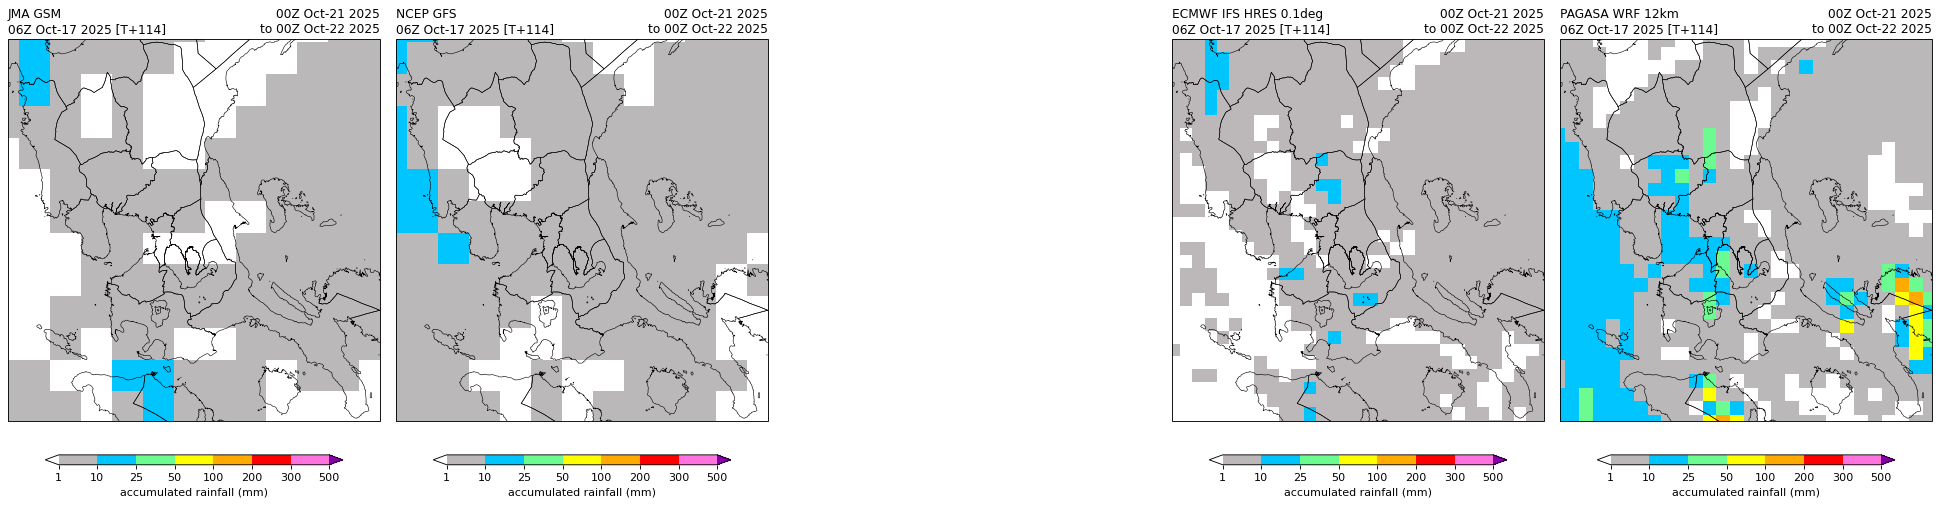 JMA GSM 00Z Oct-21 2025
06Z Oct-17 2025 [T+114] to 00Z Oct-22 2025
1 10 25 50 100 200 300 500
accumulated rainfall (mm)
NCEP GFS 00Z Oct-21 2025
06Z Oct-17 2025 [T+114] to 00Z Oct-22 2025
1 10 25 50 100 200 300 500
accumulated rainfall (mm)
ECMWF IFS HRES 0.1deg 00Z Oct-21 2025
06Z Oct-17 2025 [T+114] to 00Z Oct-22 2025
1 10 25 50 100 200 300 500
accumulated rainfall (mm)
PAGASA WRF 12km 00Z Oct-21 2025
06Z Oct-17 2025 [T+114] to 00Z Oct-22 2025
1 10 25 50 100 200 300 500
accumulated rainfall (mm)